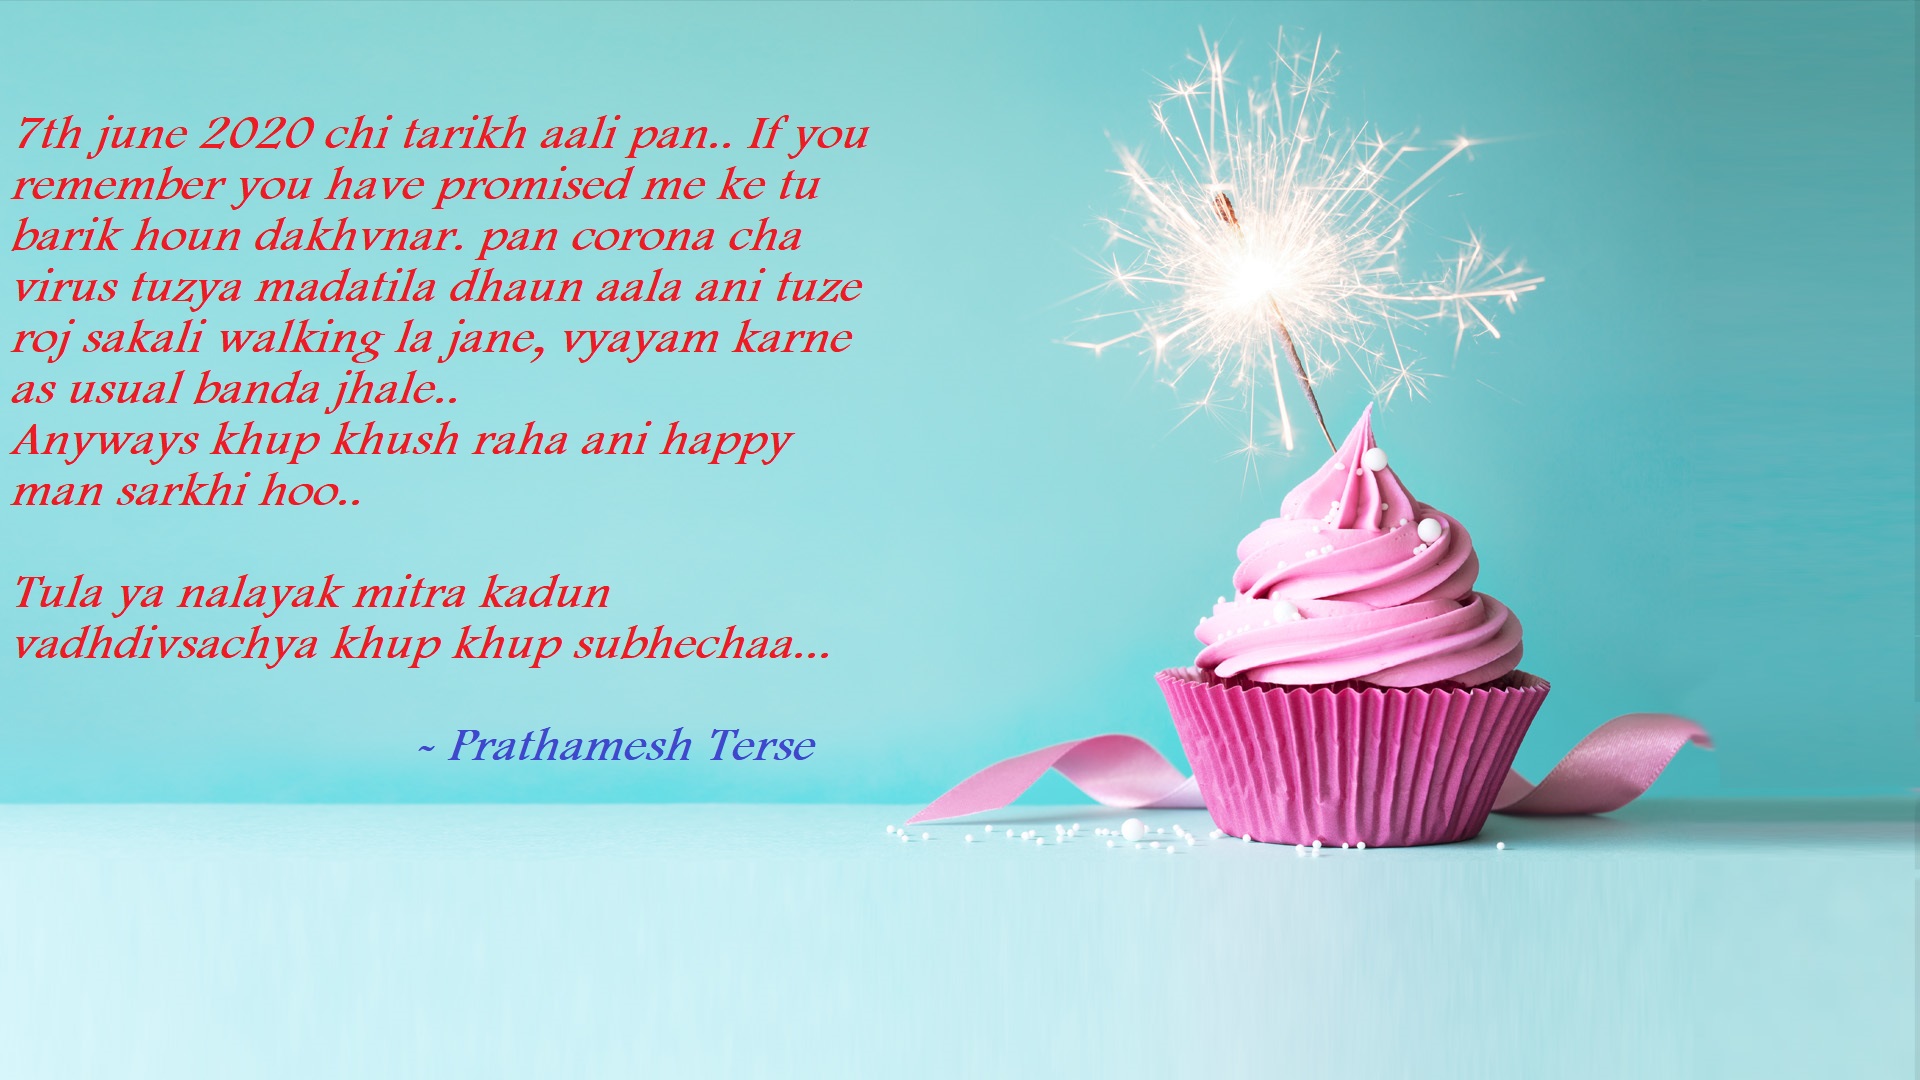 7th june 2020 chi tarikh aali pan.. If you
remember you have promised me ke tu
barik houn dakhvnar. pan corona cha
virus tuzya madatila dhaun aala ani tuze
roj sakali walking la jane, vyayam karne
as usual banda jhale..
Anyways khup khush raha ani happy
man sarkhi hoo..
Tula ya nalayak mitra kadun
vadhdivsachya khup khup subhechaa...
~ Prathamesh Terse